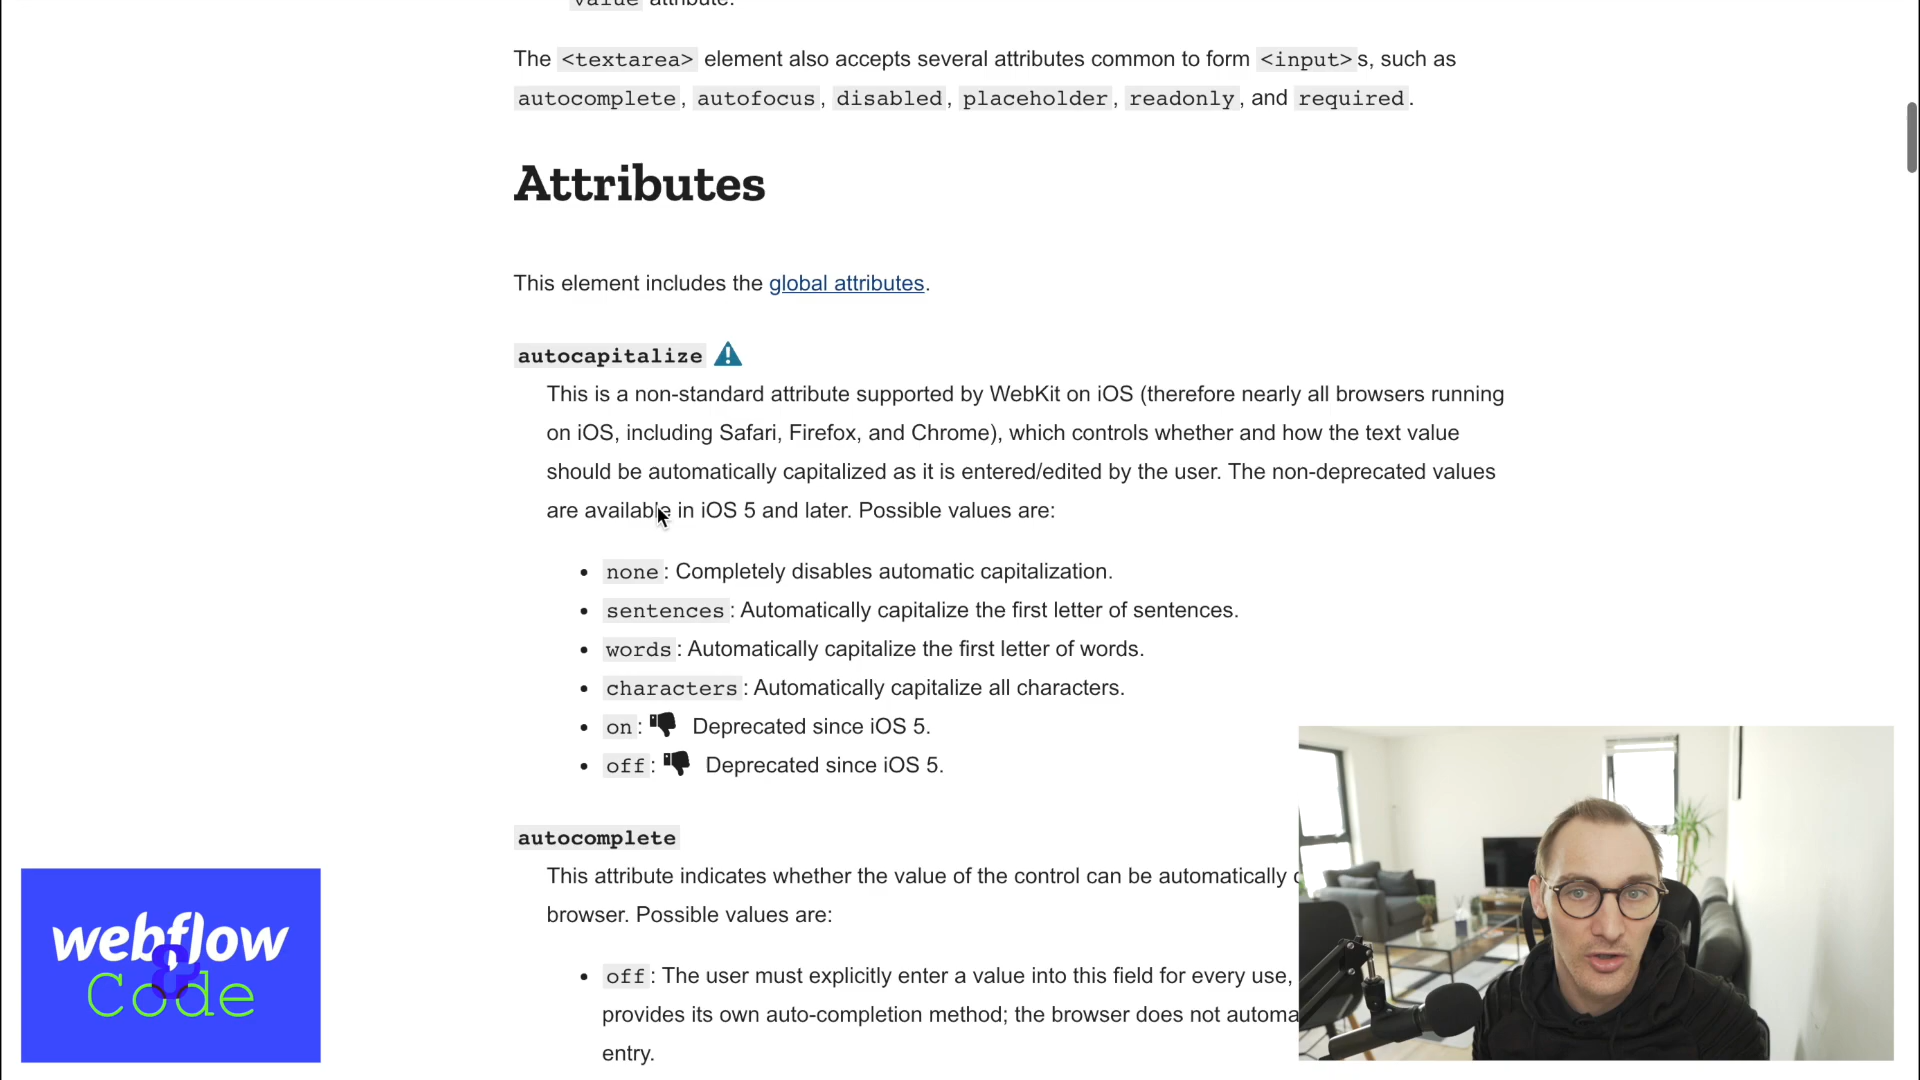 value attribute.
The <textarea> element also accepts several attributes common to form <input>s, such as
autocomplete, autofocus, disabled, placeholder, readonly, and required.
Attributes
This element includes the global attributes.
autocapitalize
This is a non-standard attribute supported by WebKit on iOS (therefore nearly all browsers running
on iOS, including Safari, Firefox, and Chrome), which controls whether and how the text value
should be automatically capitalized as it is entered/edited by the user. The non-deprecated values
are available in iOS 5 and later. Possible values are:
none: Completely disables automatic capitalization.
sentences: Automatically capitalize the first letter of sentences.
words: Automatically capitalize the first letter of words.
characters: Automatically capitalize all characters.
on: Deprecated since iOS 5.
off: Deprecated since iOS 5.
autocomplete
This attribute indicates whether the value of the control can be automatically
browser. Possible values are:
off: The user must explicitly enter a value into this field for every use,
provides its own auto-completion method; the browser does not automa
entry.
webflow
&
Code